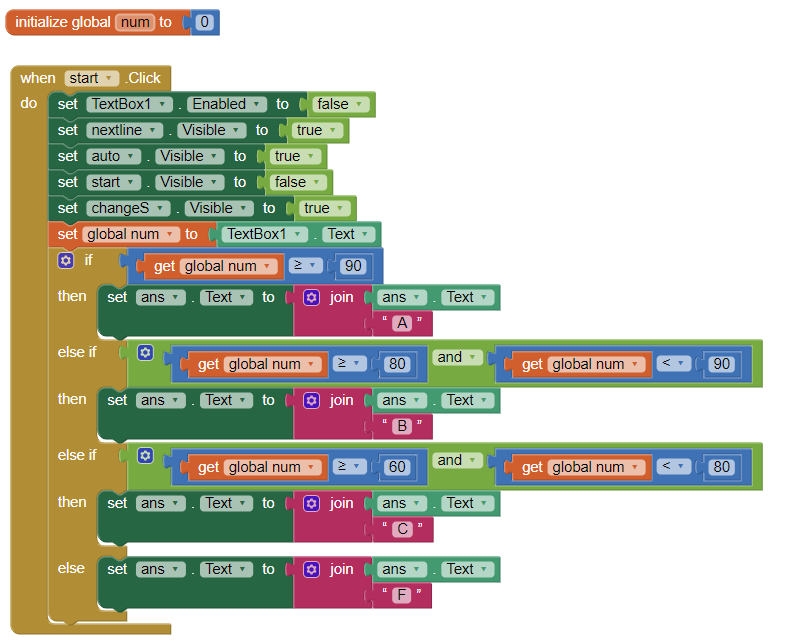 initialize global num to 0
when start .Click
do set TextBox1 . Enabled to false
set nextline . Visible to true
set auto . Visible to true
set start . Visible to false
set changeS . Visible to true
set global num to TextBox1 . Text
if get global num ≥ 90
then set ans . Text to join ans . Text
“ A ”
else if get global num ≥ 80 and get global num < 90
then set ans . Text to join ans . Text
“ B ”
else if get global num ≥ 60 and get global num < 80
then set ans . Text to join ans . Text
“ C ”
else set ans . Text to join ans . Text
“ F ”